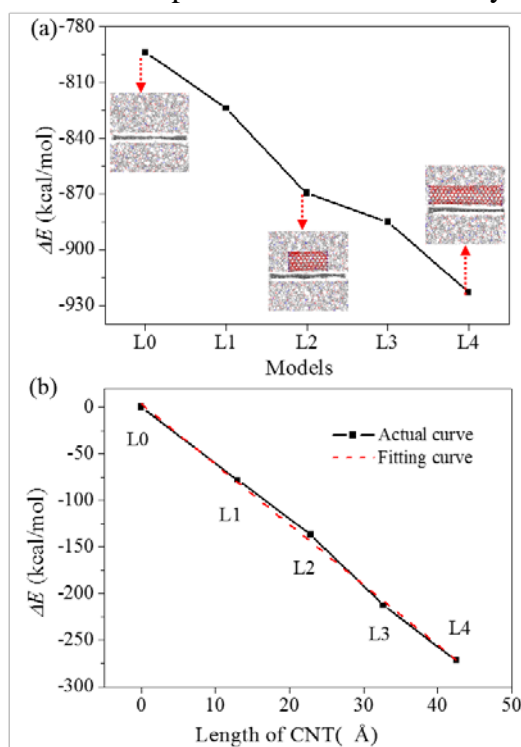 (a)
-780
-810
-840
-870
-900
-930
ΔE (kcal/mol)
L0 L1 L2 L3 L4
Models
(b)
0
-50
-100
-150
-200
-250
-300
ΔE (kcal/mol)
Actual curve
Fitting curve
L0
L1
L2
L3
L4
0 10 20 30 40 50
Length of CNT( Å)